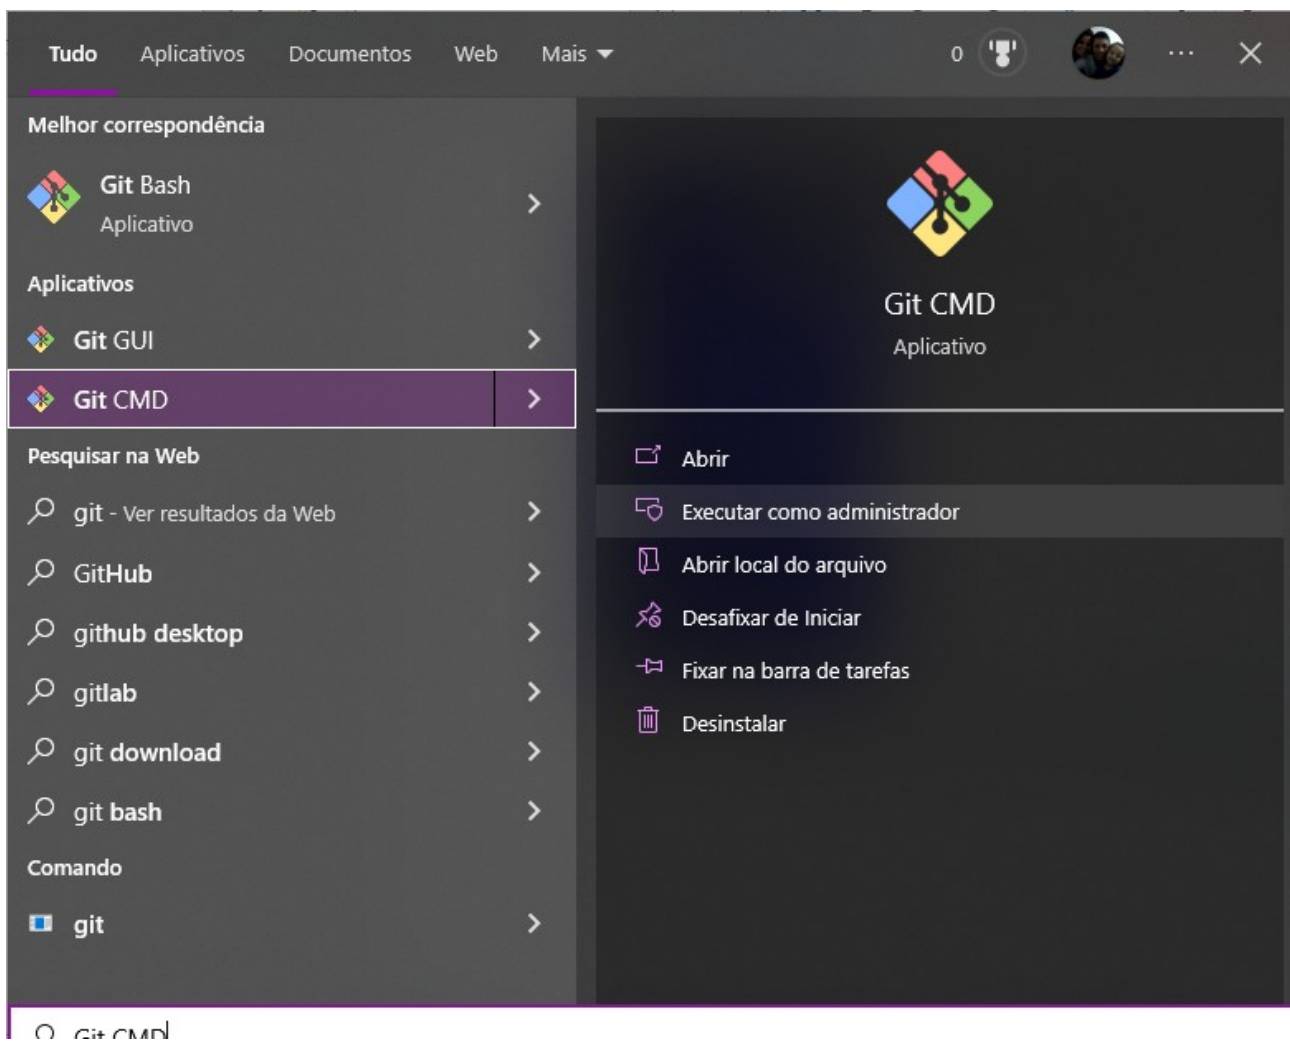 Tudo Aplicativos Documentos Web Mais 0 ...
Melhor correspondência
Git Bash
Aplicativo
Aplicativos
Git GUI
Git CMD
Pesquisar na Web
git - Ver resultados da Web
GitHub
github desktop
gitlab
git download
git bash
Comando
git
Git CMD
Aplicativo
Abrir
Executar como administrador
Abrir local do arquivo
Desafixar de Iniciar
Fixar na barra de tarefas
Desinstalar
Git CMD